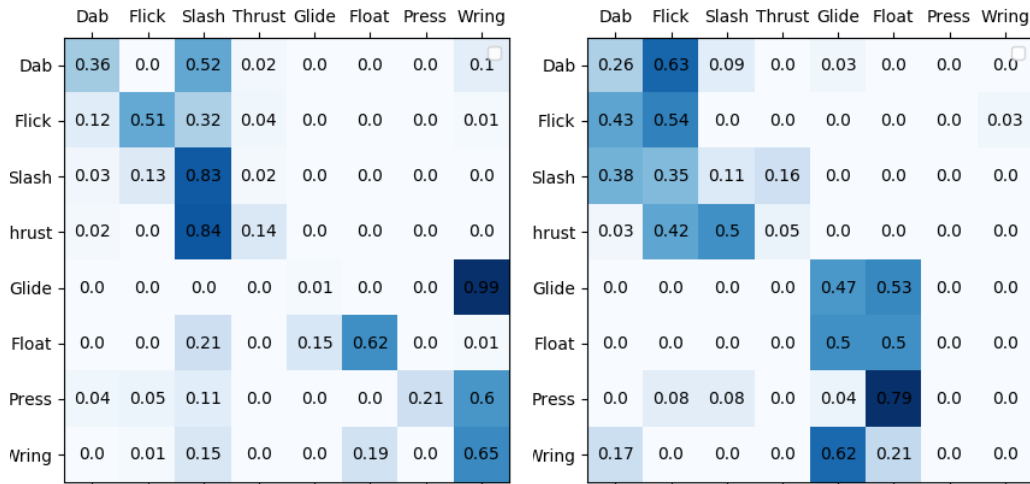 Dab Flick Slash Thrust Glide Float Press Wring Dab Flick Slash Thrust Glide Float Press Wring
Dab 0.36 0.0 0.52 0.02 0.0 0.0 0.0 0.1 Dab 0.26 0.63 0.09 0.0 0.03 0.0 0.0 0.0
Flick 0.12 0.51 0.32 0.04 0.0 0.0 0.0 0.01 Flick 0.43 0.54 0.0 0.0 0.0 0.0 0.0 0.03
Slash 0.03 0.13 0.83 0.02 0.0 0.0 0.0 0.0 Slash 0.38 0.35 0.11 0.16 0.0 0.0 0.0 0.0
hrust 0.02 0.0 0.84 0.14 0.0 0.0 0.0 0.0 hrust 0.03 0.42 0.5 0.05 0.0 0.0 0.0 0.0
Glide 0.0 0.0 0.0 0.0 0.01 0.0 0.0 0.99 Glide 0.0 0.0 0.0 0.0 0.47 0.53 0.0 0.0
Float 0.0 0.0 0.21 0.0 0.15 0.62 0.0 0.01 Float 0.0 0.0 0.0 0.0 0.5 0.5 0.0 0.0
Press 0.04 0.05 0.11 0.0 0.0 0.0 0.21 0.6 Press 0.0 0.08 0.08 0.0 0.04 0.79 0.0 0.0
Wring 0.0 0.01 0.15 0.0 0.0 0.19 0.0 0.65 Wring 0.17 0.0 0.0 0.0 0.62 0.21 0.0 0.0